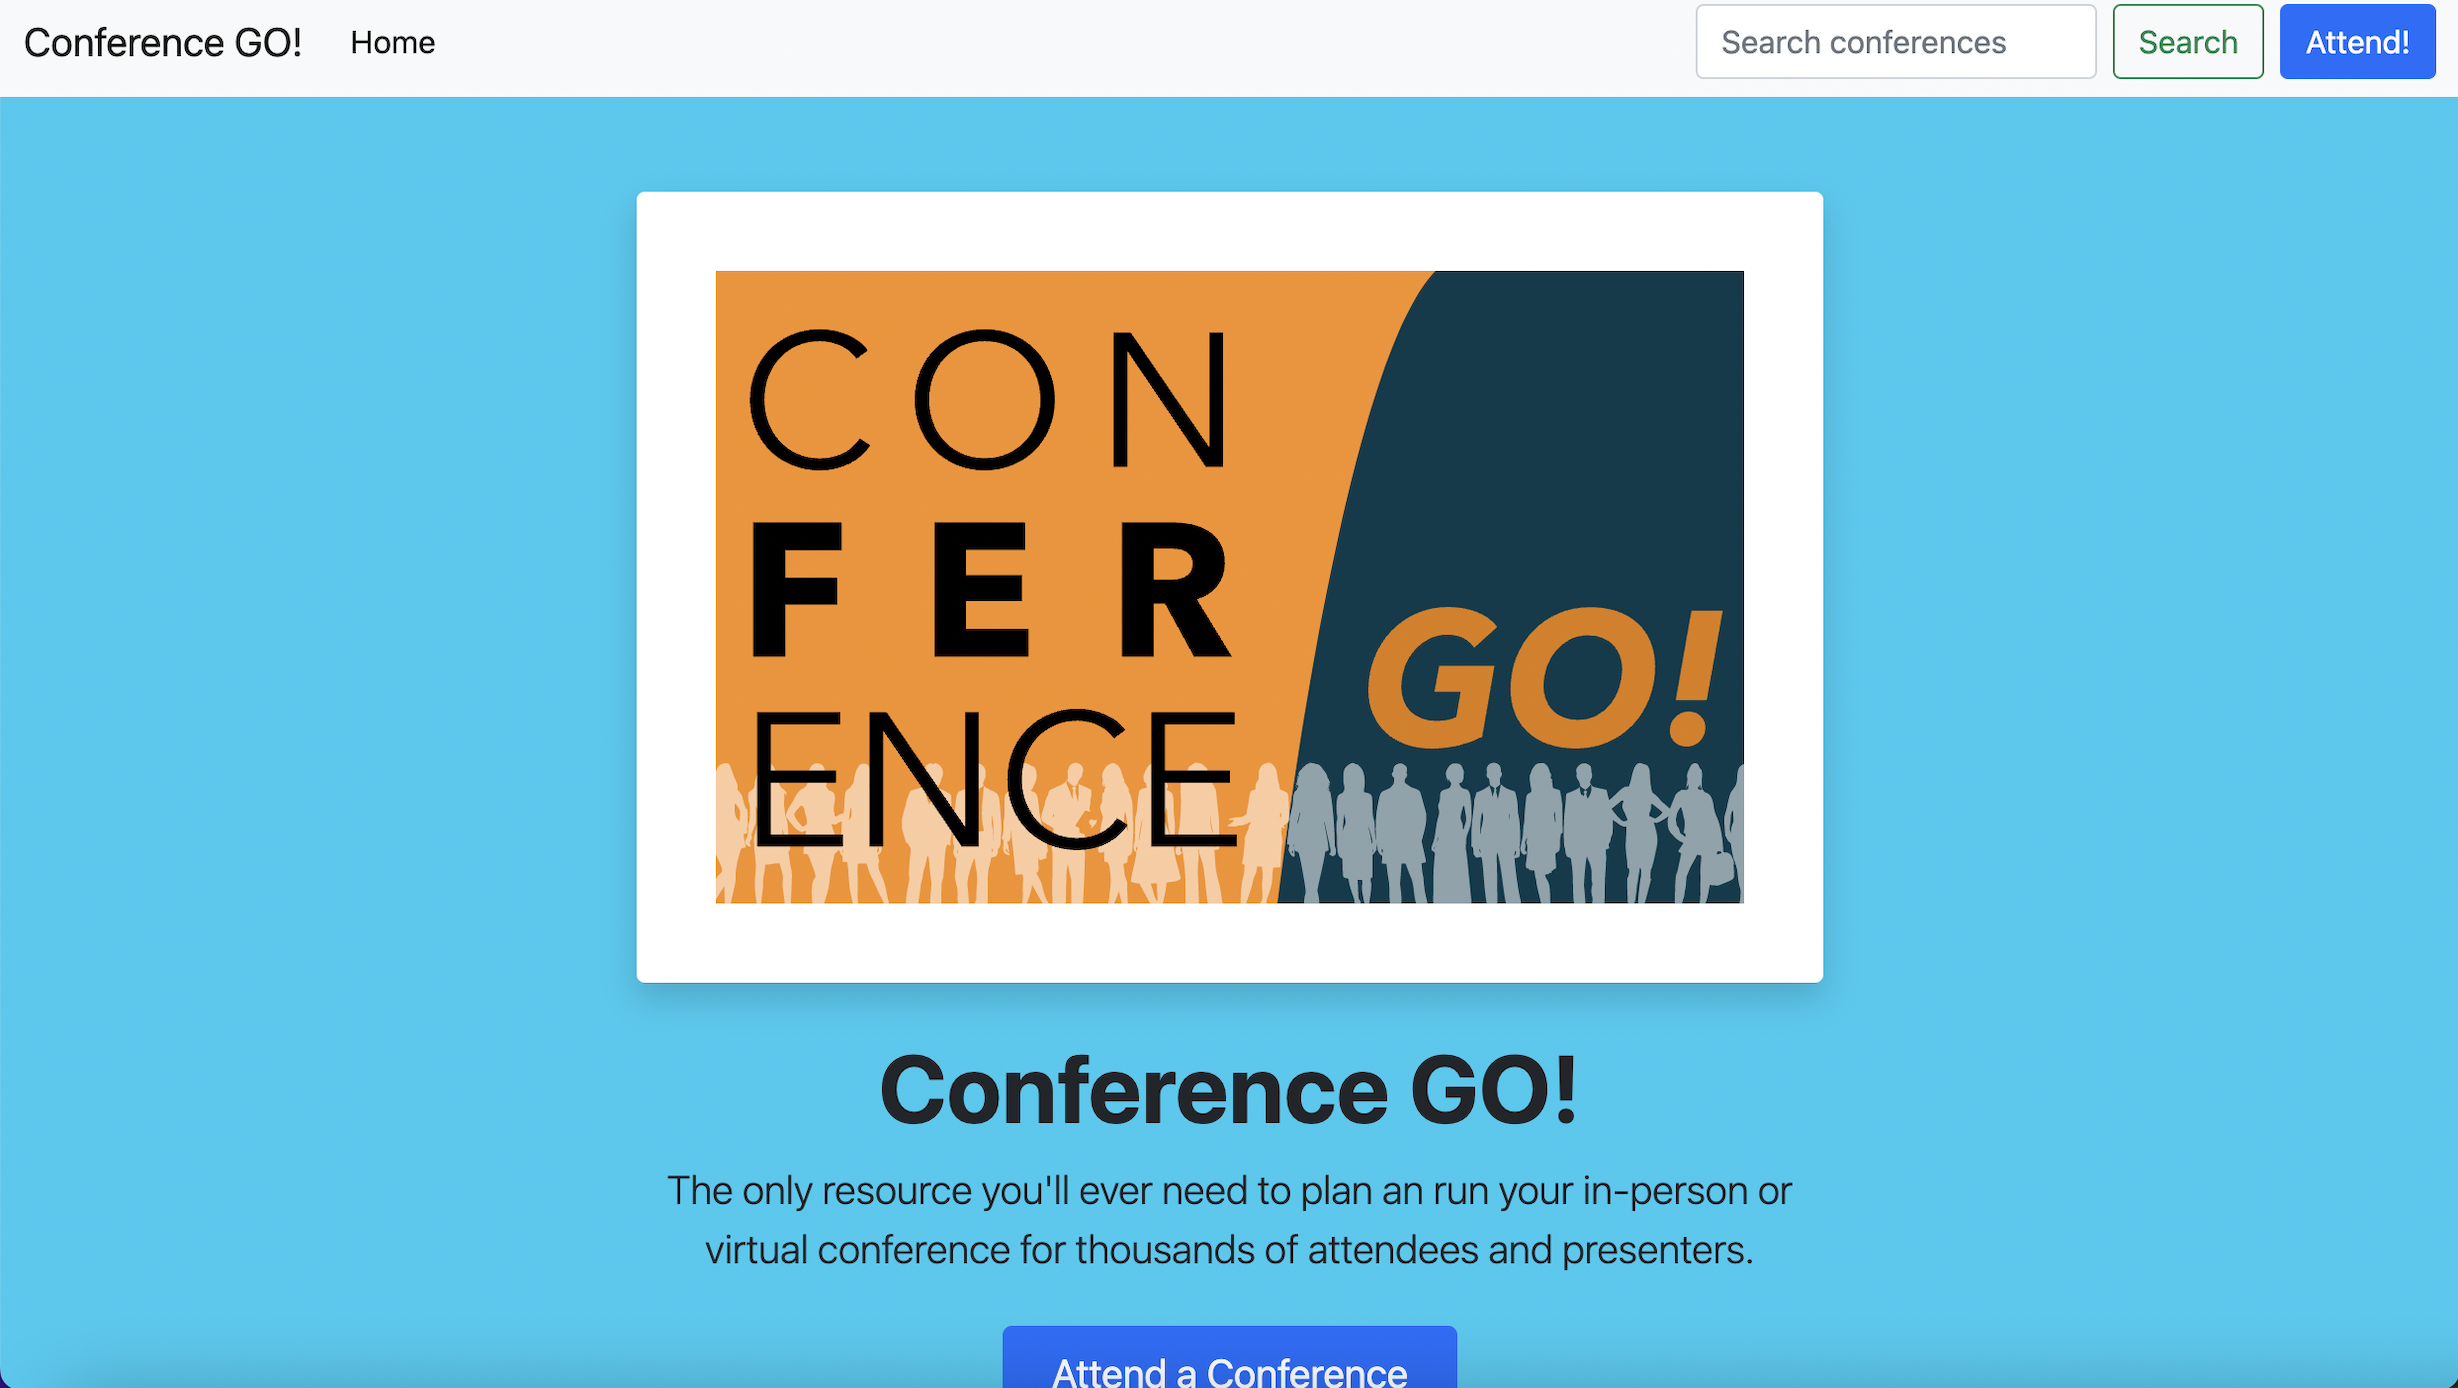 Conference GO! Home Search conferences Search Attend!
CON
FER
ENCE
GO!
Conference GO!
The only resource you'll ever need to plan an run your in-person or
virtual conference for thousands of attendees and presenters.
Attend a Conference